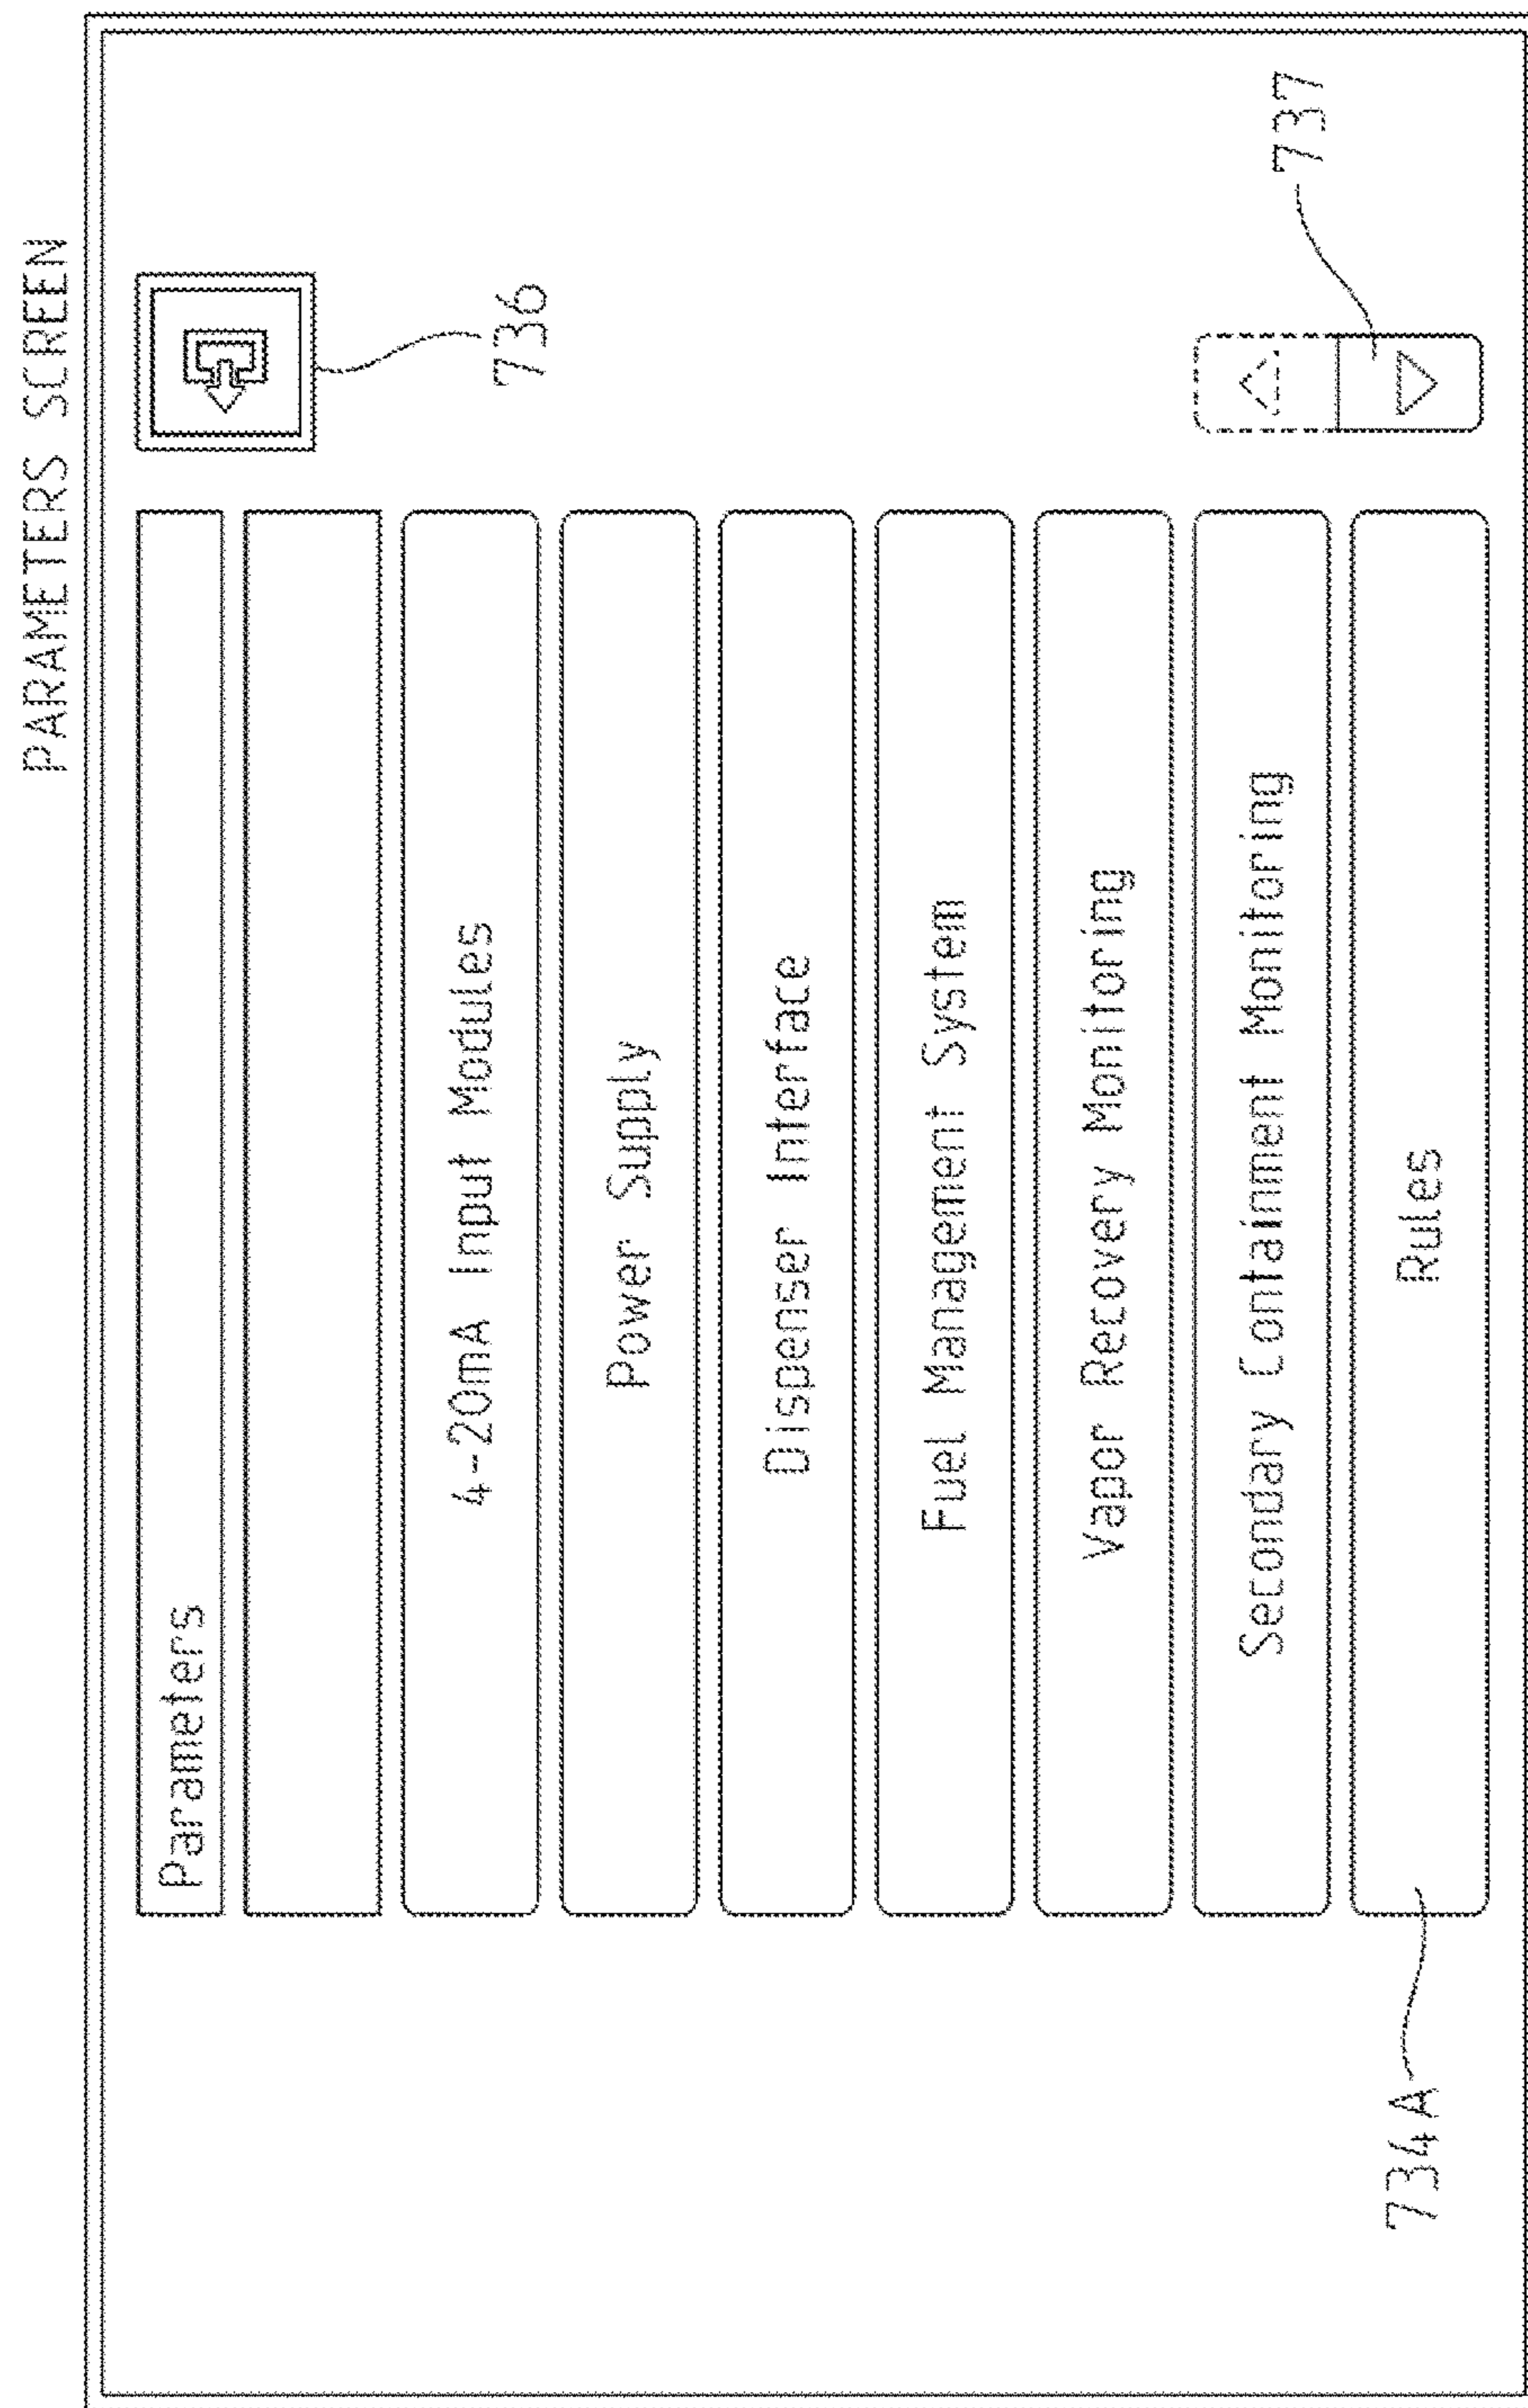 PARAMETERS SCREEN
Parameters
736
4-20mA Input Modules
Power Supply
Dispenser Interface
Fuel Management System
Vapor Recovery Monitoring
Secondary Containment Monitoring
737
Rules
734A